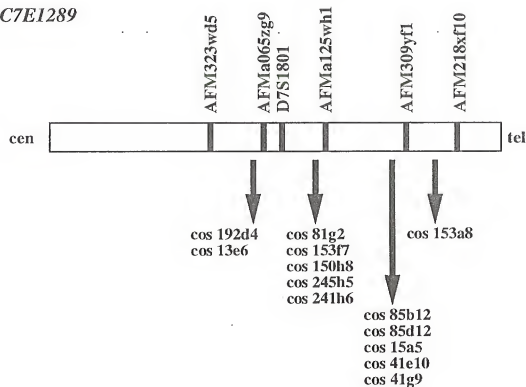 C7E1289
AFM323wd5
AFMa065zg9
D7S1801
AFMa125wh1
AFM309yf1
AFM218xf10
cen
tel
cos 192d4
cos 13e6
cos 81g2
cos 153f7
cos 150h8
cos 245h5
cos 241h6
cos 85b12
cos 85d12
cos 15a5
cos 41e10
cos 41g9
cos 153a8